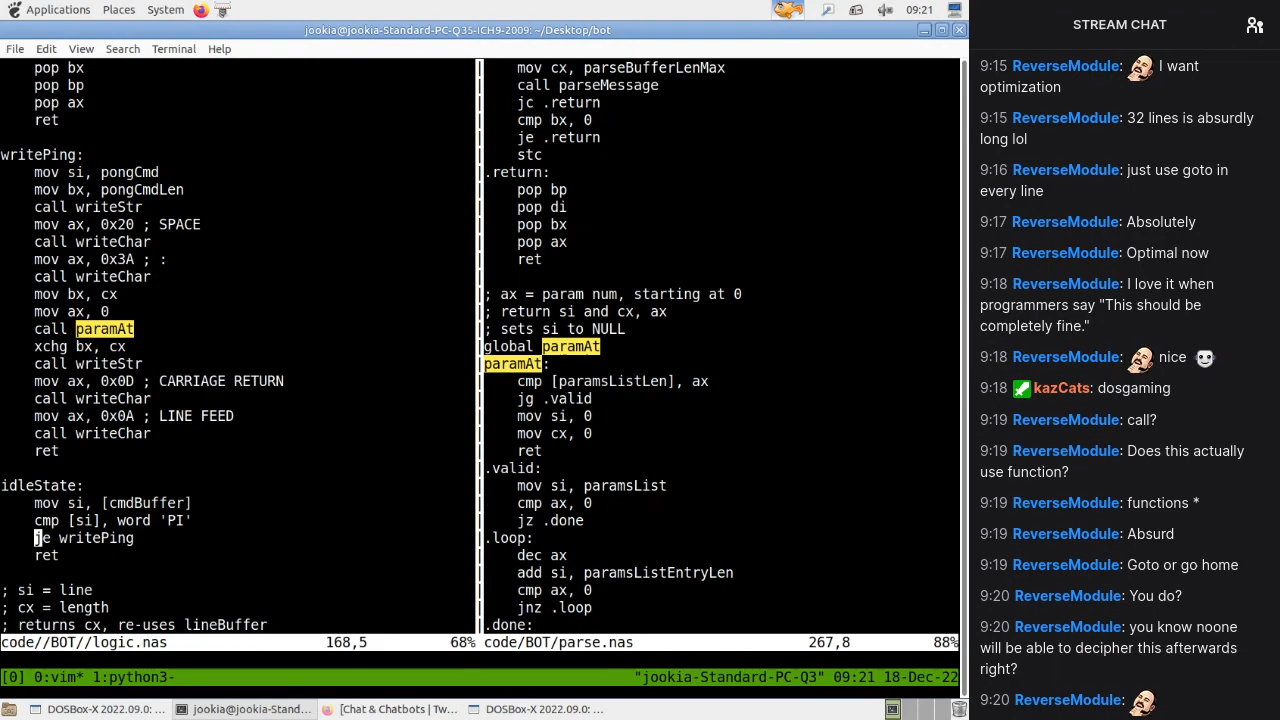 Applications Places System 09:21
jookia@jookia-Standard-PC-Q35-ICH9-2009: ~/Desktop/bot
File Edit View Search Terminal Help
pop bx
pop bp
pop ax
ret
writePing:
mov si, pongCmd
mov bx, pongCmdLen
call writeStr
mov ax, 0x20 ; SPACE
call writeChar
mov ax, 0x3A ; :
call writeChar
mov bx, cx
mov ax, 0
call paramAt
xchg bx, cx
call writeStr
mov ax, 0x0D ; CARRIAGE RETURN
call writeChar
mov ax, 0x0A ; LINE FEED
call writeChar
ret
idleState:
mov si, [cmdBuffer]
cmp [si], word 'PI'
je writePing
ret
; si = line
; cx = length
; returns cx, re-uses lineBuffer
code//BOT//logic.nas 168,5 68%
mov cx, parseBufferLenMax
call parseMessage
jc .return
cmp bx, 0
je .return
stc
.return:
pop bp
pop di
pop bx
pop ax
ret
; ax = param num, starting at 0
; return si and cx, ax
; sets si to NULL
global paramAt
paramAt:
cmp [paramsListLen], ax
jg .valid
mov si, 0
mov cx, 0
ret
.valid:
mov si, paramsList
cmp ax, 0
jz .done
.loop:
dec ax
add si, paramsListEntryLen
cmp ax, 0
jnz .loop
.done:
code/BOT/parse.nas 267,8 88%
[0] 0:vim* 1:python3- "jookia-Standard-PC-Q3" 09:21 18-Dec-22
DOSBox-X 2022.09.0: ... jookia@jookia-Stand... [Chat & Chatbots | Tw... DOSBox-X 2022.09.0: ...
STREAM CHAT
9:15 ReverseModule: I want
optimization
9:15 ReverseModule: 32 lines is absurdly
long lol
9:16 ReverseModule: just use goto in
every line
9:17 ReverseModule: Absolutely
9:17 ReverseModule: Optimal now
9:18 ReverseModule: I love it when
programmers say "This should be
completely fine."
9:18 ReverseModule: nice
9:18 kazCats: dosgaming
9:19 ReverseModule: call?
9:19 ReverseModule: Does this actually
use function?
9:19 ReverseModule: functions *
9:19 ReverseModule: Absurd
9:19 ReverseModule: Goto or go home
9:20 ReverseModule: You do?
9:20 ReverseModule: you know noone
will be able to decipher this afterwards
right?
9:20 ReverseModule: